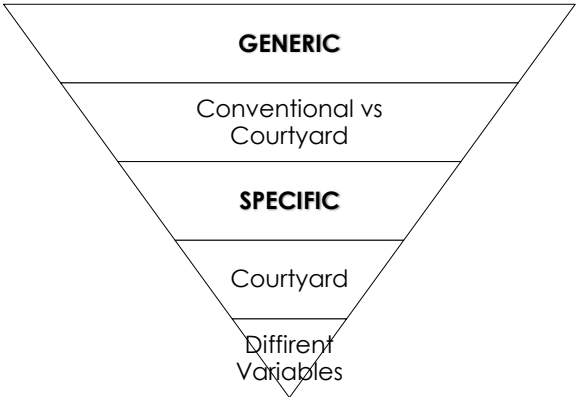 GENERIC
Conventional vs
Courtyard
SPECIFIC
Courtyard
Diffirent
Variables